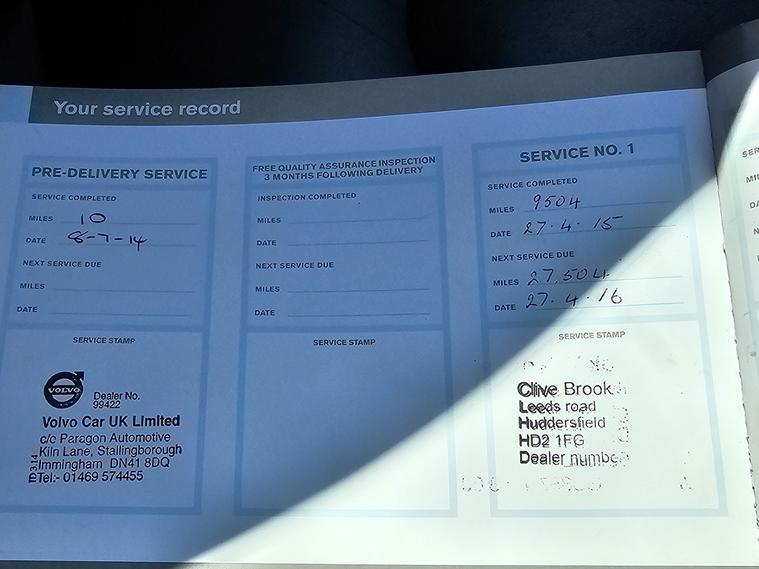 Your service record
PRE-DELIVERY SERVICE
SERVICE COMPLETED
MILES 10
DATE 8-7-14
NEXT SERVICE DUE
MILES
DATE
SERVICE STAMP
VOLVO
Dealer No.
99422
Volvo Car UK Limited
c/o Paragon Automotive
Kiln Lane, Stallingborough
Immingham DN41 8DQ
Tel:- 01469 574455
FREE QUALITY ASSURANCE INSPECTION
3 MONTHS FOLLOWING DELIVERY
INSPECTION COMPLETED
MILES
DATE
NEXT SERVICE DUE
MILES
DATE
SERVICE STAMP
SERVICE NO. 1
SERVICE COMPLETED
MILES 9504
DATE 27.4.15
NEXT SERVICE DUE
MILES 27,504
DATE 27.4.16
SERVICE STAMP
Clive Brook
Leeds road
Huddersfield
HD2 1FG
Dealer number